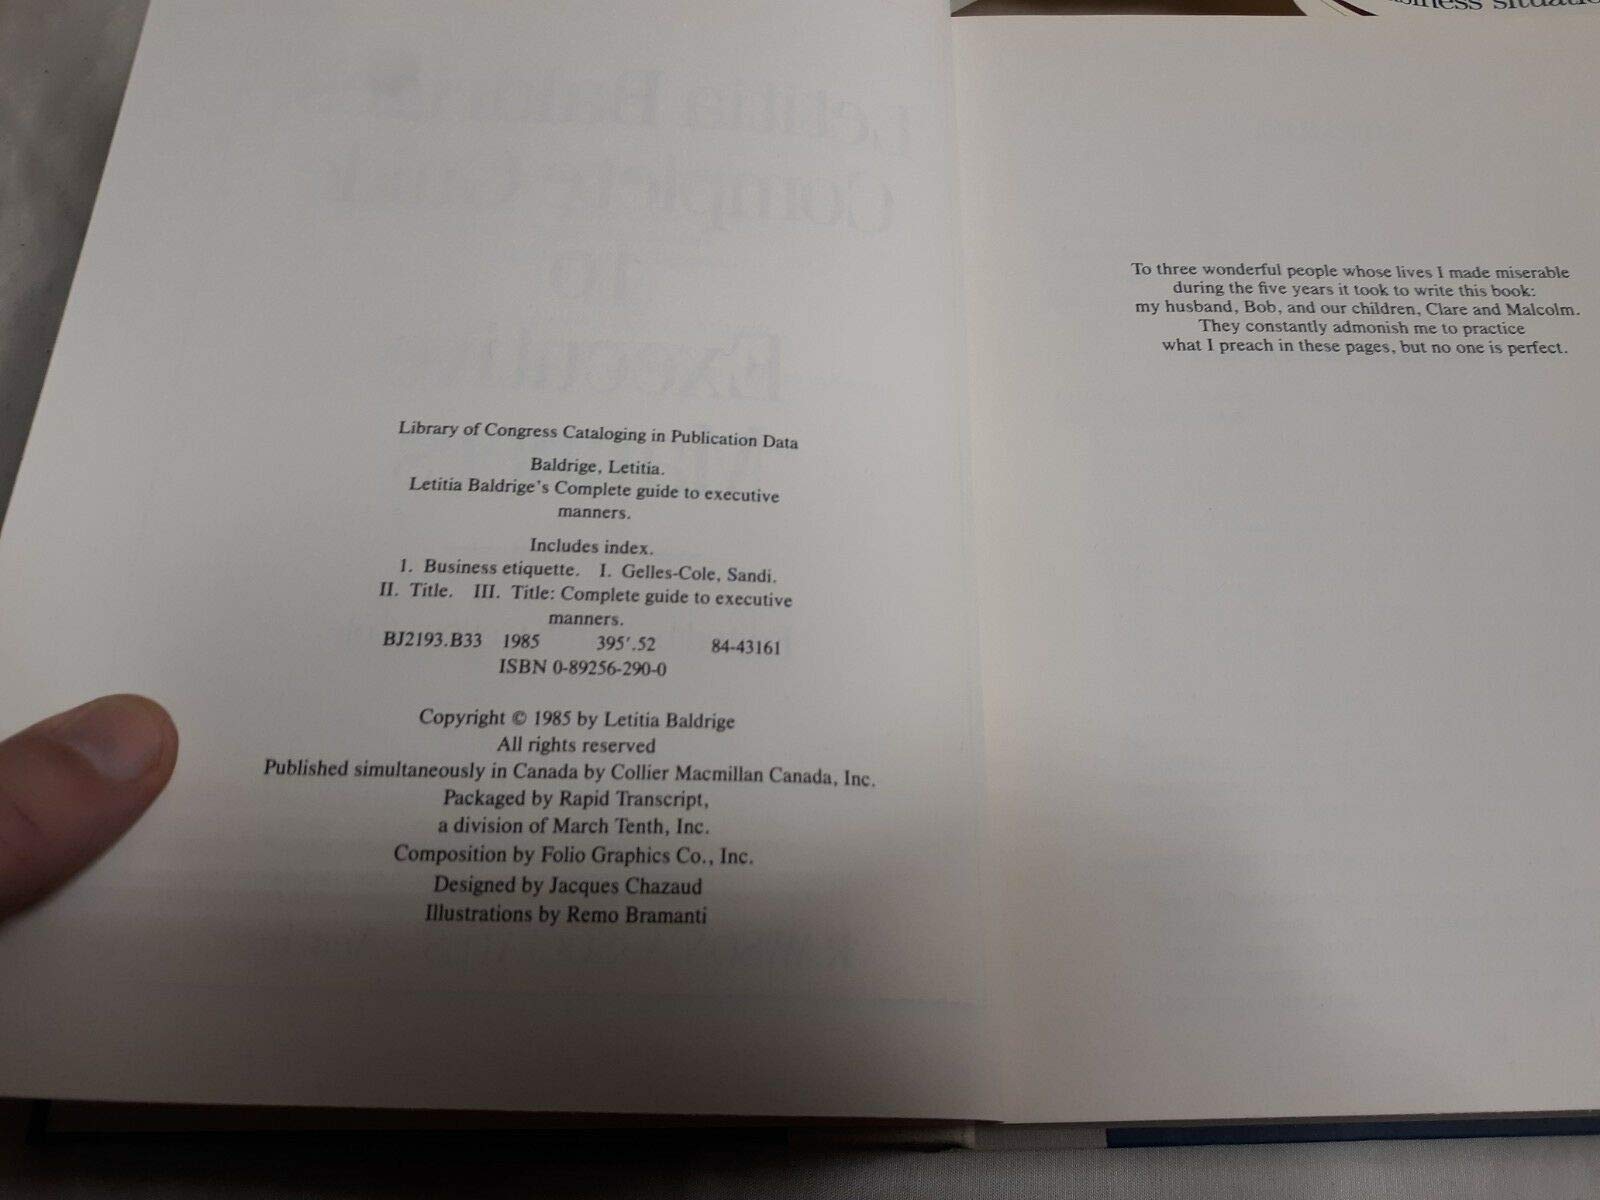 Library of Congress Cataloging in Publication Data
Baldrige, Letitia.
Letitia Baldrige's Complete guide to executive
manners.
Includes index.
1. Business etiquette. I. Gelles-Cole, Sandi.
II. Title. III. Title: Complete guide to executive
manners.
BJ2193.B33 1985 395'.52 84-43161
ISBN 0-89256-290-0
Copyright © 1985 by Letitia Baldrige
All rights reserved
Published simultaneously in Canada by Collier Macmillan Canada, Inc.
Packaged by Rapid Transcript,
a division of March Tenth, Inc.
Composition by Folio Graphics Co., Inc.
Designed by Jacques Chazaud
Illustrations by Remo Bramanti
To three wonderful people whose lives I made miserable
during the five years it took to write this book:
my husband, Bob, and our children, Clare and Malcolm.
They constantly admonish me to practice
what I preach in these pages, but no one is perfect.